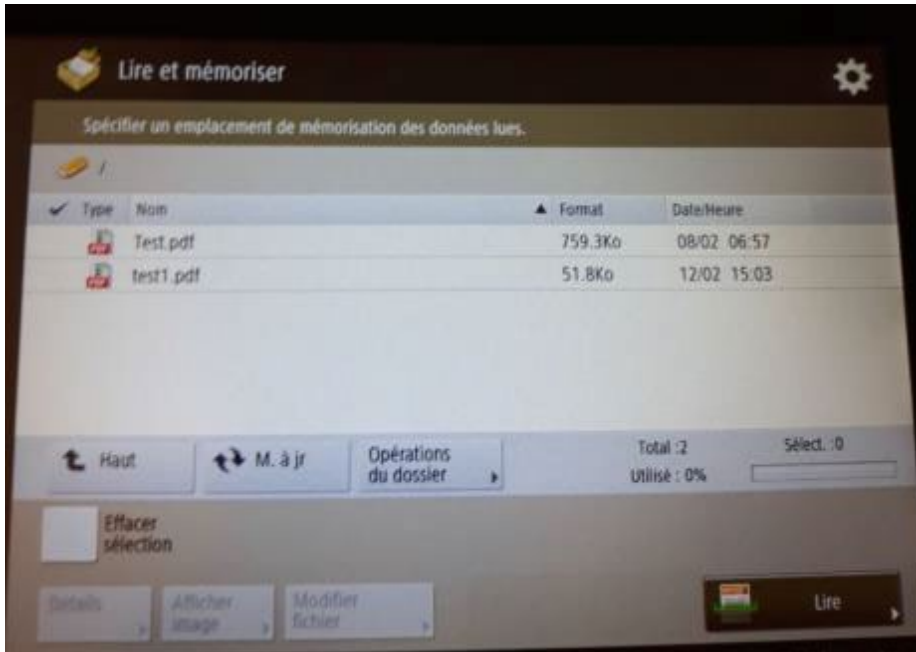 Lire et mémoriser
Spécifier un emplacement de mémorisation des données lues.
/
Type Nom ▲ Format Date/Heure
PDF Test.pdf 759.3Ko 08/02 06:57
PDF test1.pdf 51.8Ko 12/02 15:03
Haut
M. à jr
Opérations
du dossier
Total :2
Sélect. :0
Utilisé : 0%
Effacer
sélection
Détails
Afficher
image
Modifier
fichier
Lire